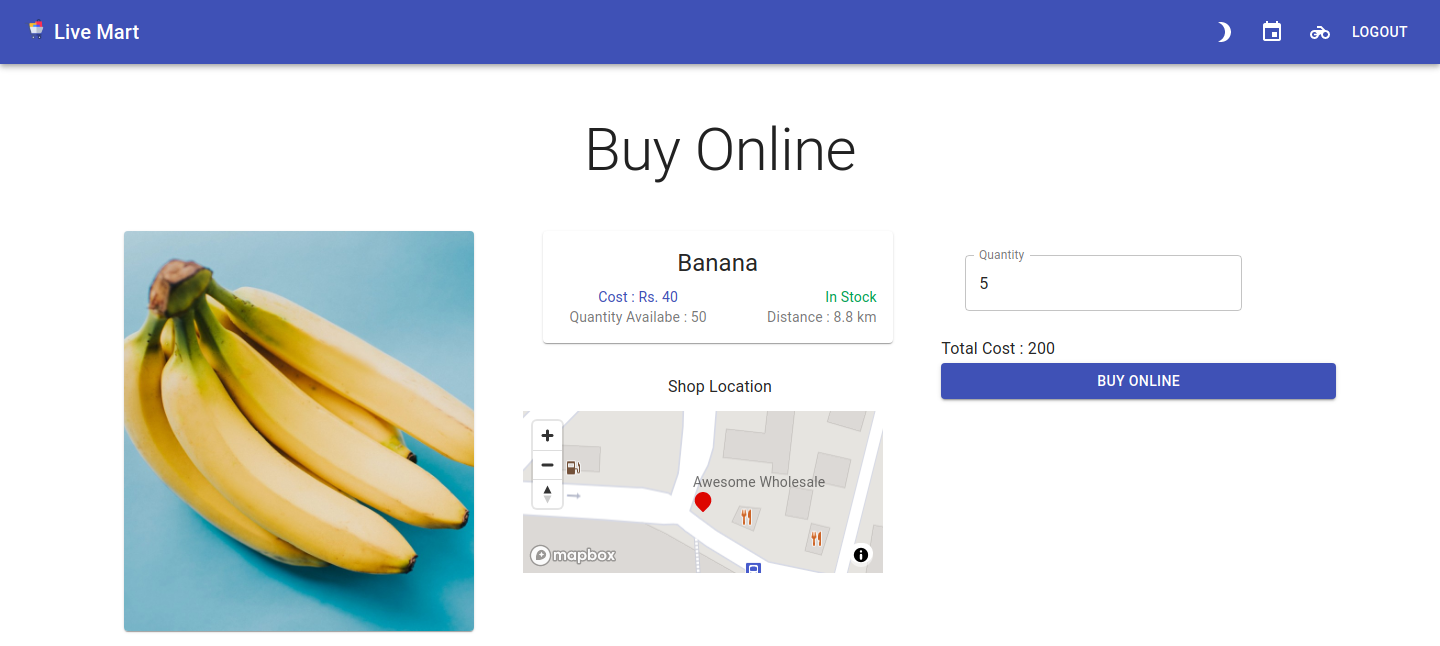 Live Mart
LOGOUT
Buy Online
Banana
Cost : Rs. 40
In Stock
Quantity Availabe : 50
Distance : 8.8 km
Shop Location
Awesome Wholesale
mapbox
Quantity
5
Total Cost : 200
BUY ONLINE